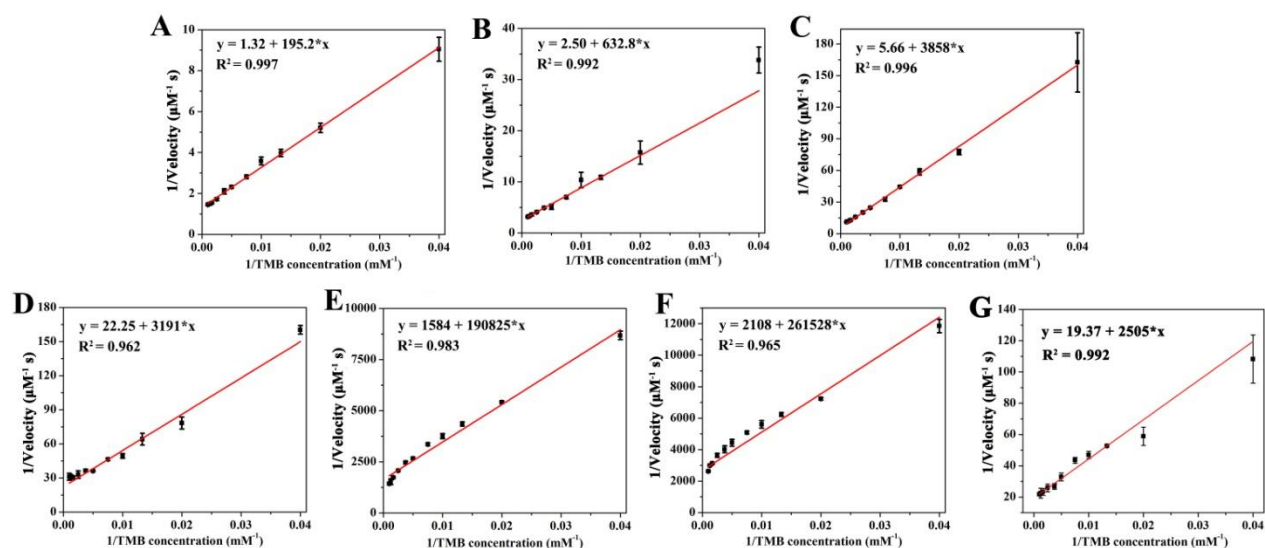 A
y = 1.32 + 195.2*x
R² = 0.997
1/Velocity (µM⁻¹ s)
10
8
6
4
2
0
0.00 0.01 0.02 0.03 0.04
1/TMB concentration (mM⁻¹)
B
y = 2.50 + 632.8*x
R² = 0.992
1/Velocity (µM⁻¹ s)
40
30
20
10
0
0.00 0.01 0.02 0.03 0.04
1/TMB concentration (mM⁻¹)
C
y = 5.66 + 3858*x
R² = 0.996
1/Velocity (µM⁻¹ s)
180
150
120
90
60
30
0
0.00 0.01 0.02 0.03 0.04
1/TMB concentration (mM⁻¹)
D
y = 22.25 + 3191*x
R² = 0.962
1/Velocity (µM⁻¹ s)
180
150
120
90
60
30
0
0.00 0.01 0.02 0.03 0.04
1/TMB concentration (mM⁻¹)
E
y = 1584 + 190825*x
R² = 0.983
1/Velocity (µM⁻¹ s)
10000
7500
5000
2500
0
0.00 0.01 0.02 0.03 0.04
1/TMB concentration (mM⁻¹)
F
y = 2108 + 261528*x
R² = 0.965
1/Velocity (µM⁻¹ s)
12000
10000
8000
6000
4000
2000
0
0.00 0.01 0.02 0.03 0.04
1/TMB concentration (mM⁻¹)
G
y = 19.37 + 2505*x
R² = 0.992
1/Velocity (µM⁻¹ s)
140
120
100
80
60
40
20
0.00 0.01 0.02 0.03 0.04
1/TMB concentration (mM⁻¹)